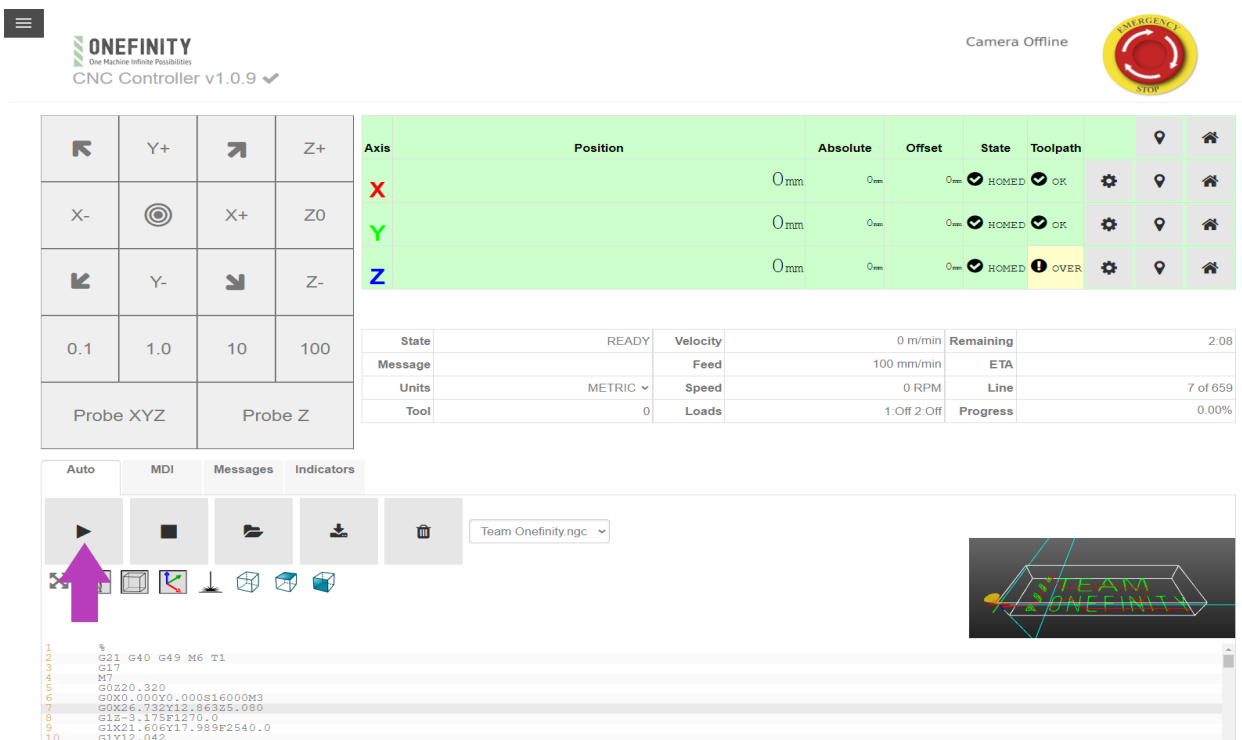 ONEFINITY
One Machine Infinite Possibilities
CNC Controller v1.0.9
Camera Offline
EMERGENCY
STOP
Y+ Z+
X- X+ Z0
Y- Z-
0.1 1.0 10 100
Probe XYZ Probe Z
Axis Position Absolute Offset State Toolpath
X 0mm 0mm 0mm HOMED OK
Y 0mm 0mm 0mm HOMED OK
Z 0mm 0mm 0mm HOMED OVER
State READY Velocity 0 m/min Remaining 2:08
Message Feed 100 mm/min ETA
Units METRIC Speed 0 RPM Line 7 of 659
Tool 0 Loads 1:Off 2:Off Progress 0.00%
Auto MDI Messages Indicators
Team Onefinity.ngc
TEAM
ONEFINITY
1 %
2 G21 G40 G49 M6 T1
3 G17
4 M7
5 G0Z20.320
6 G0X0.000Y0.000S16000M3
7 G0X26.732Y12.863Z5.080
8 G1Z-3.175F1270.0
9 G1X21.606Y17.989F2540.0
10 G1Y12.042